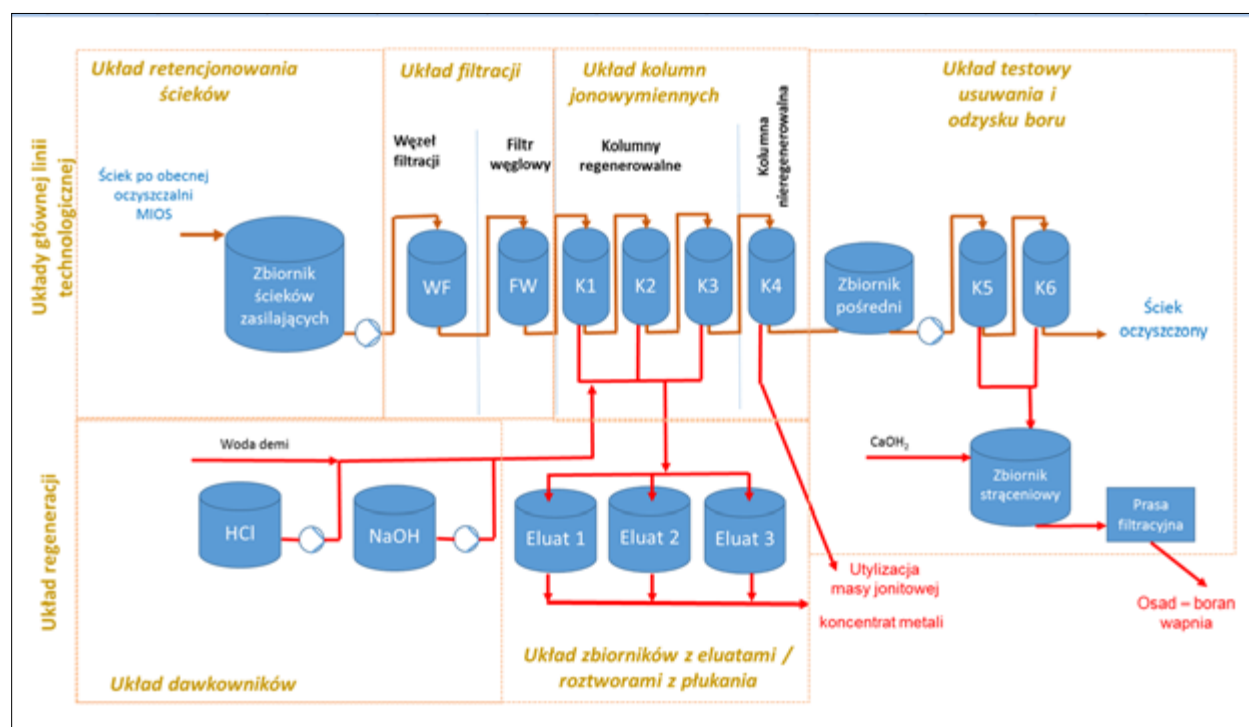 Układ retencjonowania
ścieków
Układ filtracji
Układ kolumn
jonowymiennych
Układ testowy
usuwania i
odzysku boru
Układy głównej linii
technologicznej
Węzeł
filtracji
Filtr
węglowy
Kolumny
regenerowalne
Kolumna
nieregenerowalna
Ściek po obecnej
oczyszczalni
MIOS
Zbiornik
ścieków
zasilających
WF
FW
K1
K2
K3
K4
Zbiornik
pośredni
K5
K6
Ściek
oczyszczony
Układ regeneracji
Woda demi
HCl
NaOH
Eluat 1
Eluat 2
Eluat 3
CaOH2
Zbiornik
strąceniowy
Prasa
filtracyjna
Utylizacja
masy jonitowej
koncentrat metali
Osad – boran
wapnia
Układ dawkowników
Układ zbiorników z eluatami /
roztworami z płukania